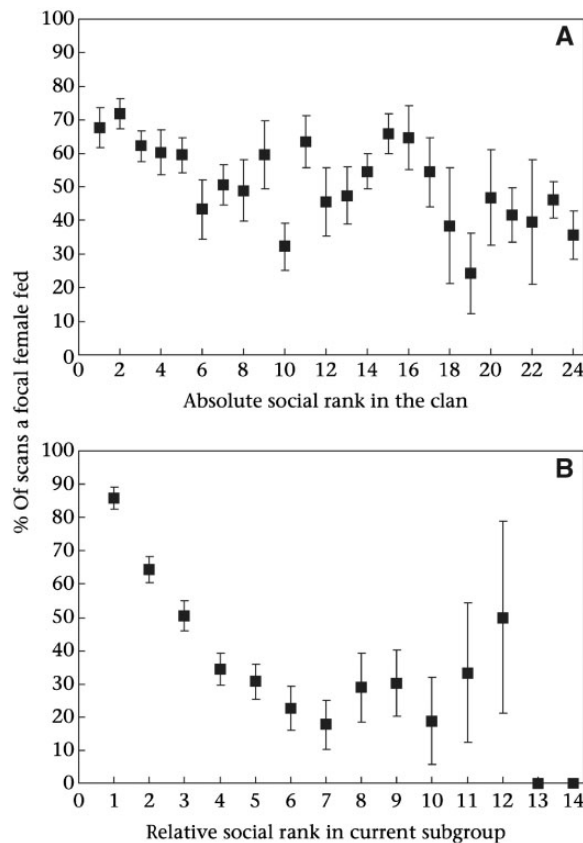 % Of scans a focal female fed
A
100
90
80
70
60
50
40
30
20
10
0 2 4 6 8 10 12 14 16 18 20 22 24
Absolute social rank in the clan
B
100
90
80
70
60
50
40
30
20
10
0 1 2 3 4 5 6 7 8 9 10 11 12 13 14
Relative social rank in current subgroup